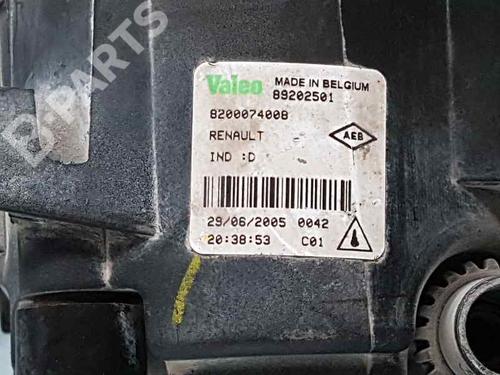 B-PARTS
Valeo MADE IN BELGIUM
89202501
8200074008
RENAULT
AEB
IND :D
29/06/2005 0042
20:38:53 C01